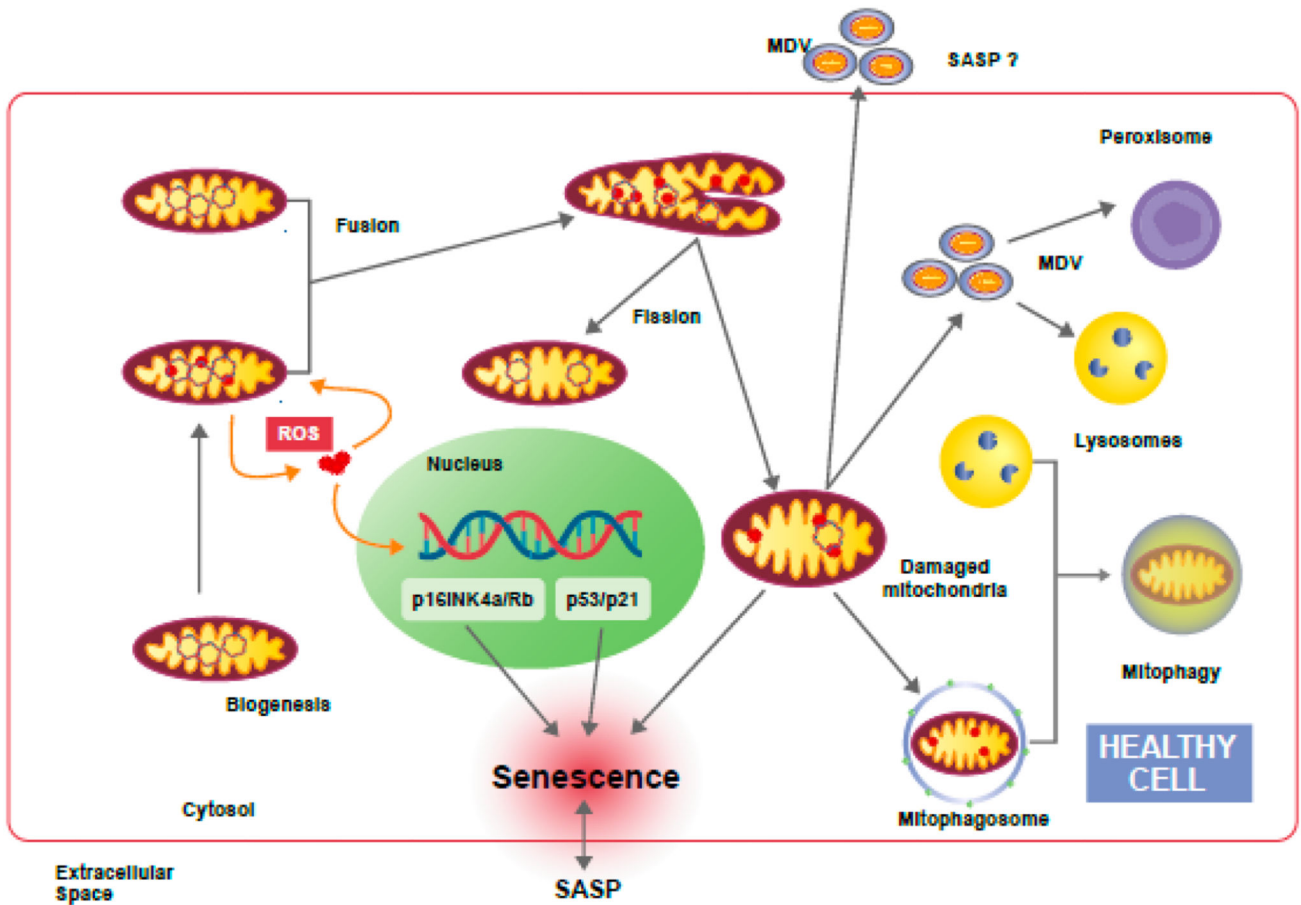 MDV
SASP ?
Peroxisome
Fusion
MDV
Fission
ROS
Lysosomes
Nucleus
p16INK4a/Rb
p53/p21
Damaged
mitochondria
Mitophagy
Biogenesis
HEALTHY
CELL
Senescence
Cytosol
Mitophagosome
Extracellular
Space
SASP